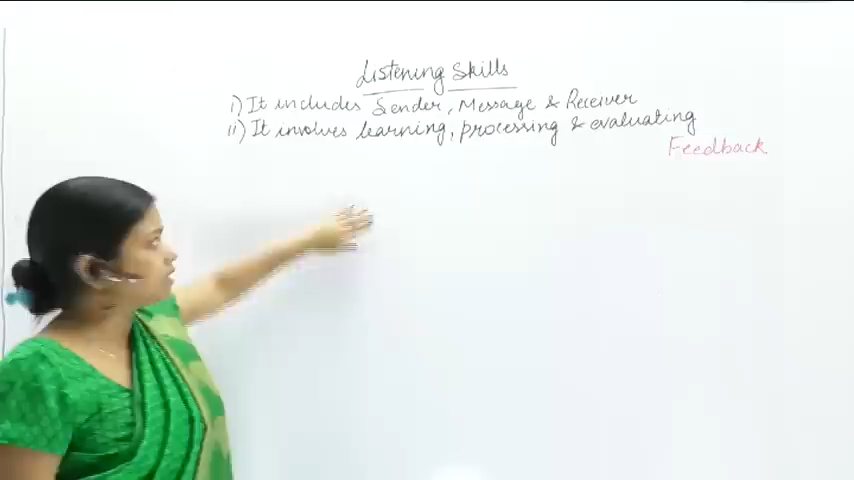 Listening Skills
i) It includes Sender, Message & Receiver
ii) It involves learning, processing & evaluating
Feedback